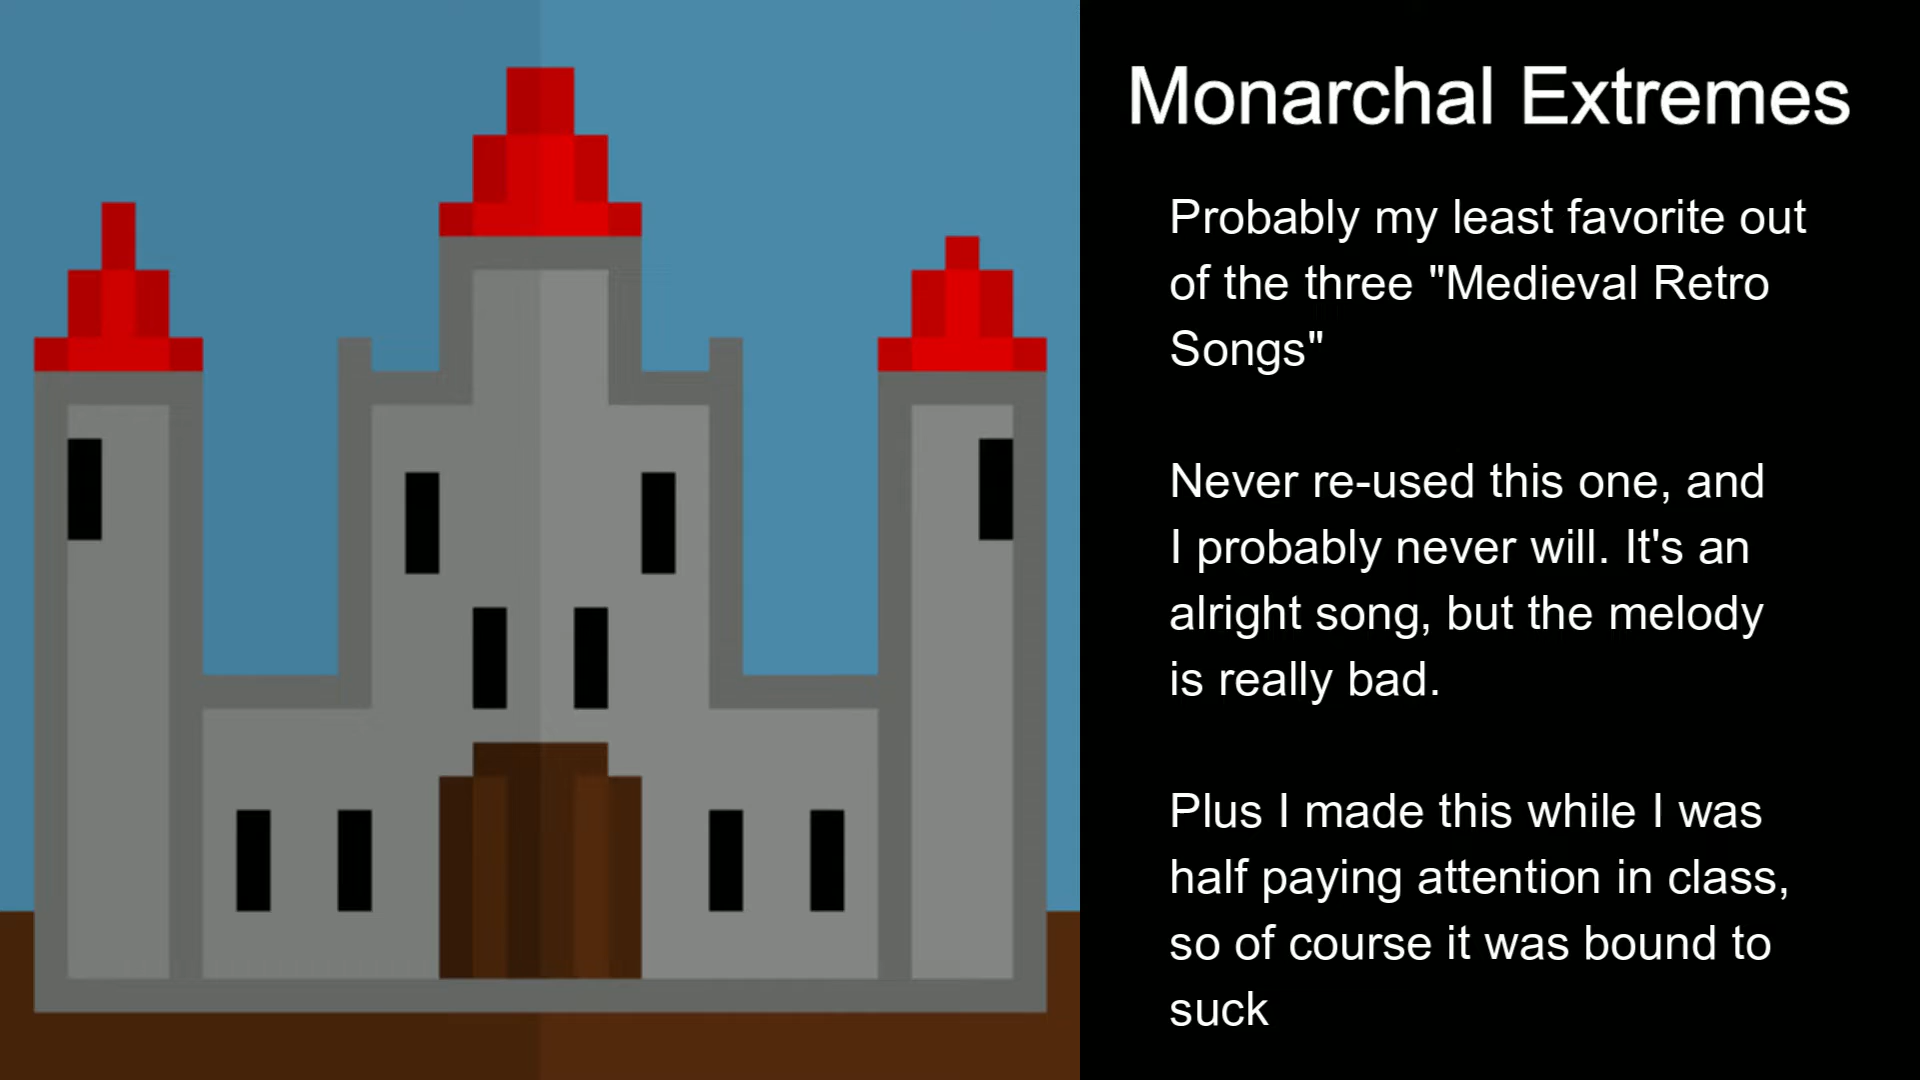 Monarchal Extremes
Probably my least favorite out
of the three "Medieval Retro
Songs"
Never re-used this one, and
I probably never will. It's an
alright song, but the melody
is really bad.
Plus I made this while I was
half paying attention in class,
so of course it was bound to
suck